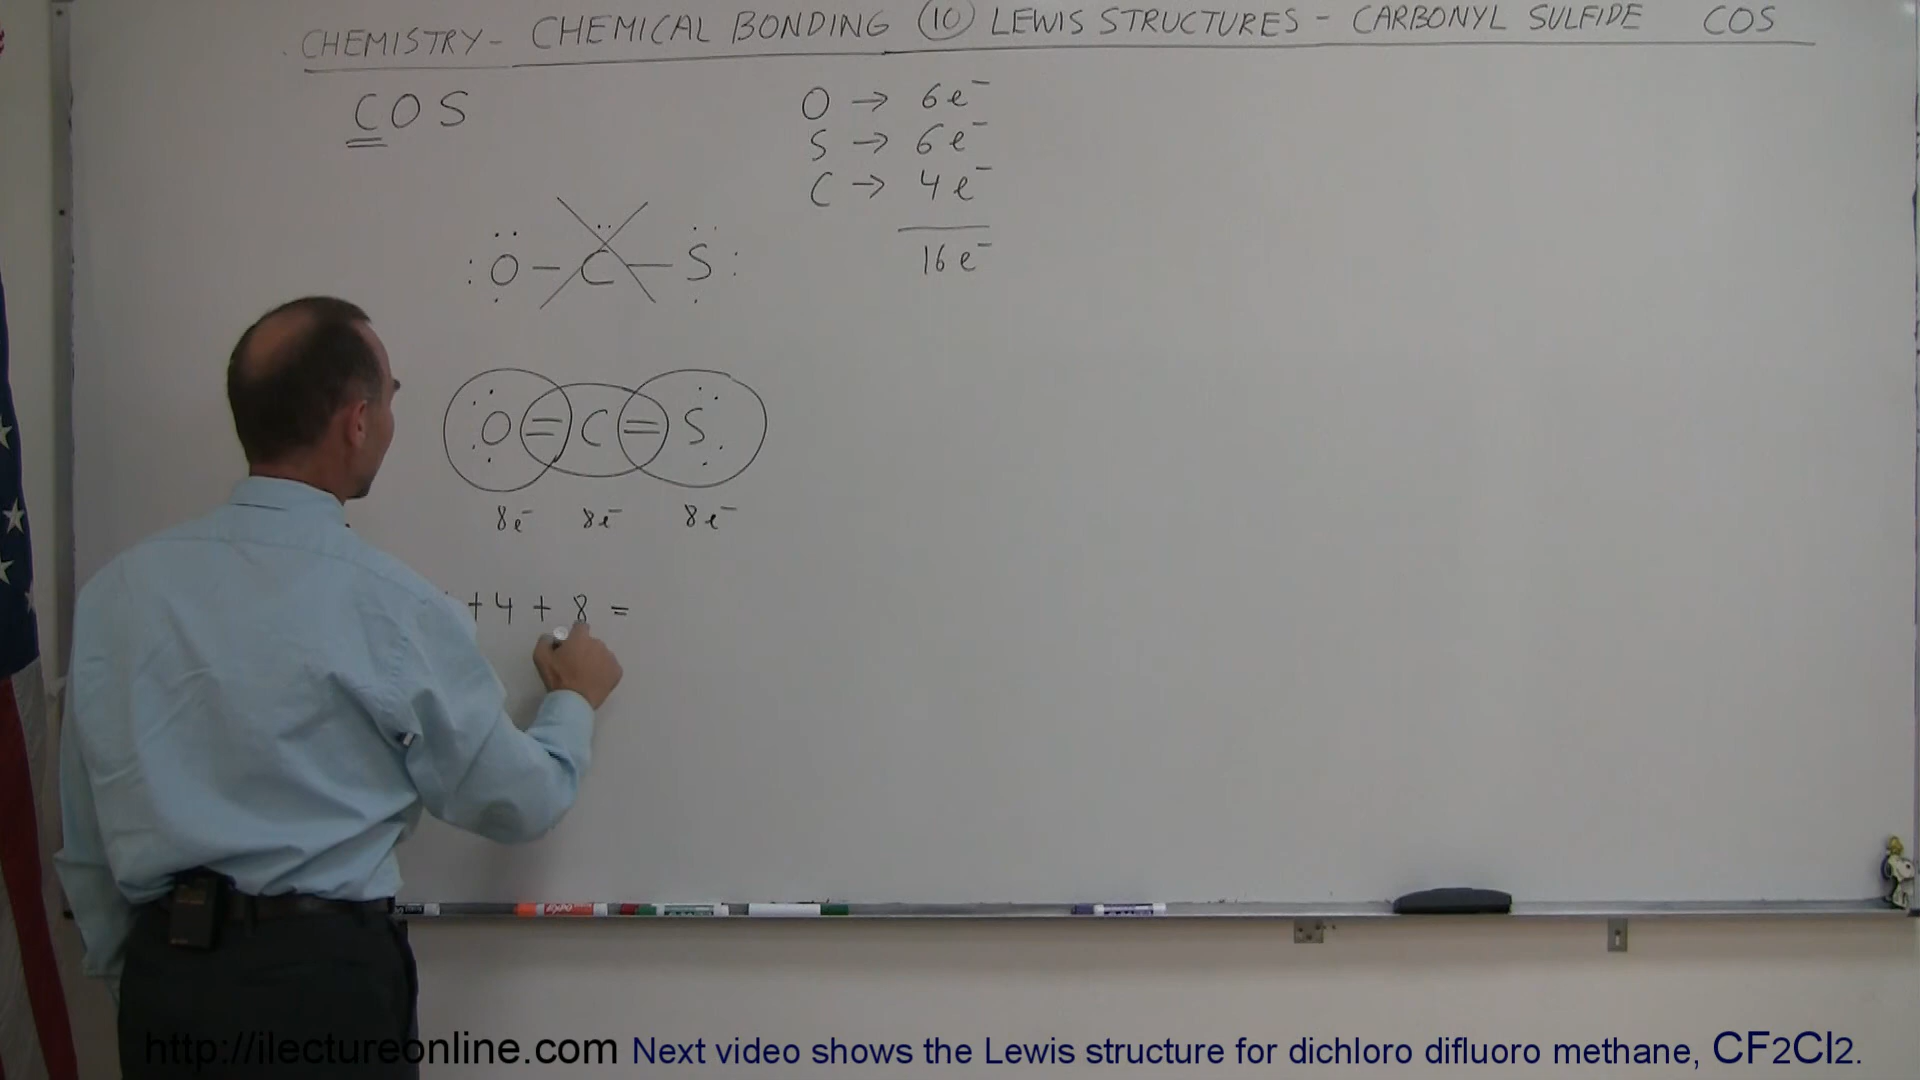 CHEMISTRY- CHEMICAL BONDING 10 LEWIS STRUCTURES - CARBONYL SULFIDE COS
COS
O → 6e⁻
S → 6e⁻
C → 4e⁻
16e⁻
:O-C-S:
O=C=S
8e⁻ 8e⁻ 8e⁻
+4+8=
http://ilectureonline.com Next video shows the Lewis structure for dichloro difluoro methane, CF2Cl2.